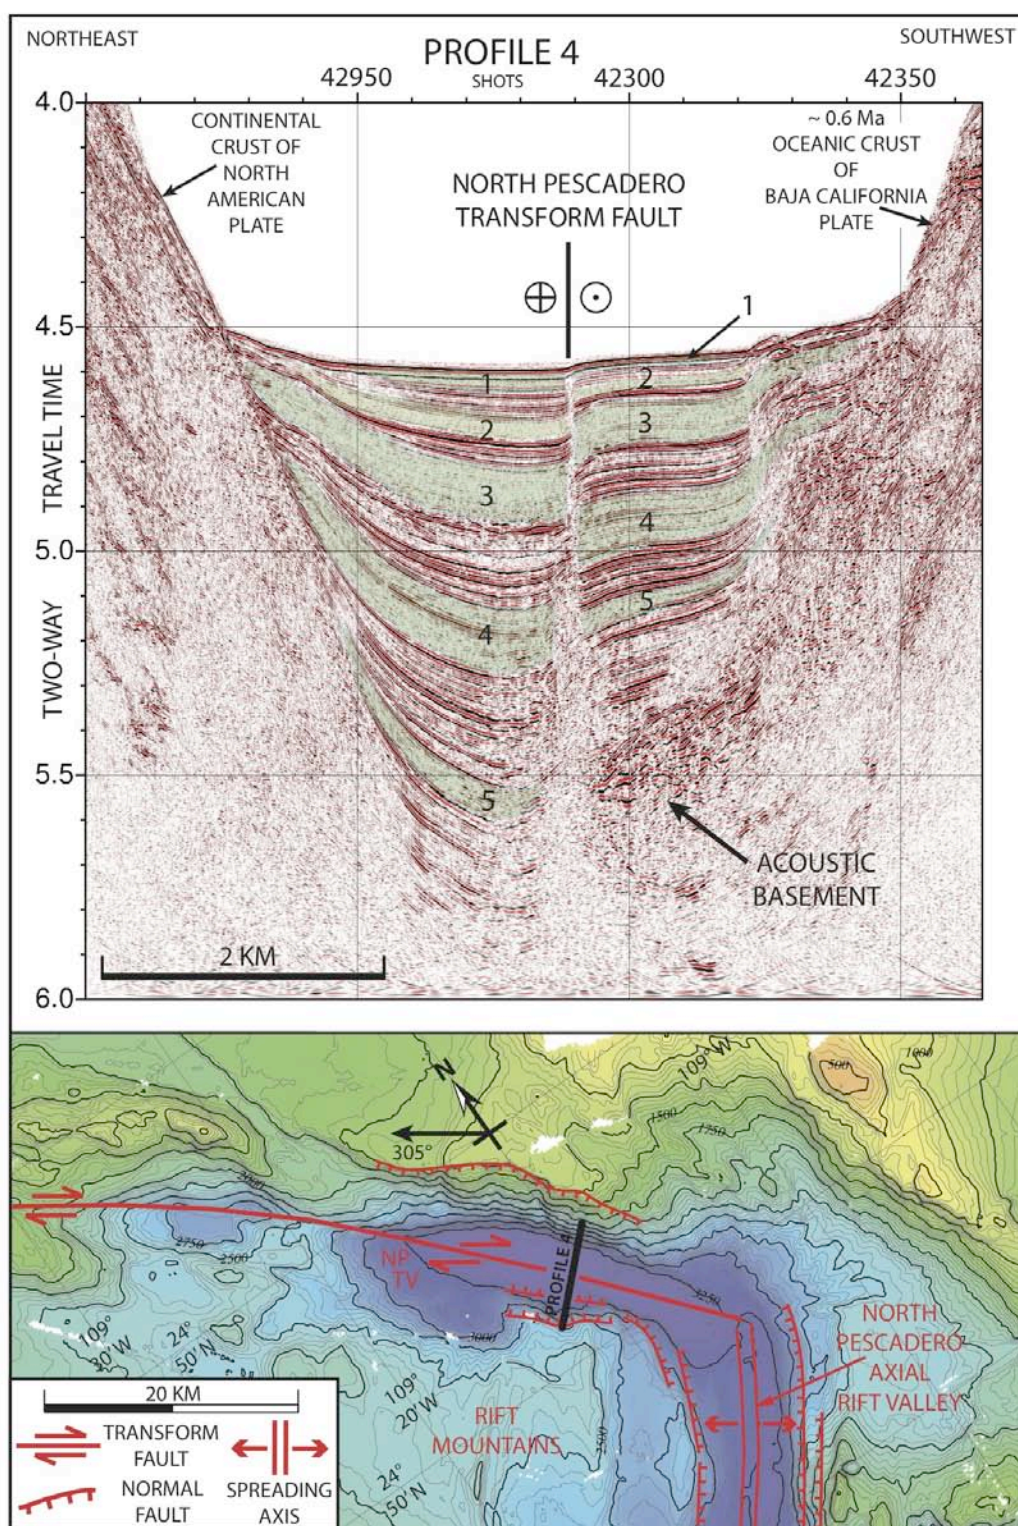 NORTHEAST
PROFILE 4
SOUTHWEST
42950
SHOTS
42300
42350
4.0
CONTINENTAL
CRUST OF
NORTH
AMERICAN
PLATE
~ 0.6 Ma
OCEANIC CRUST
OF
BAJA CALIFORNIA
PLATE
NORTH PESCADERO
TRANSFORM FAULT
1
4.5
1
2
2
3
3
4
4
5
5
TWO-WAY TRAVEL TIME
5.0
5.5
ACOUSTIC
BASEMENT
2 KM
6.0
N
305°
109° W
500
1000
1500
1750
2000
2750
2500
NP
TV
PROFILE 4
3250
3000
109°
30'W
24°
50'N
109°
20'W
24°
50'N
2500
RIFT
MOUNTAINS
NORTH
PESCADERO
AXIAL
RIFT VALLEY
20 KM
TRANSFORM
FAULT
NORMAL
FAULT
SPREADING
AXIS